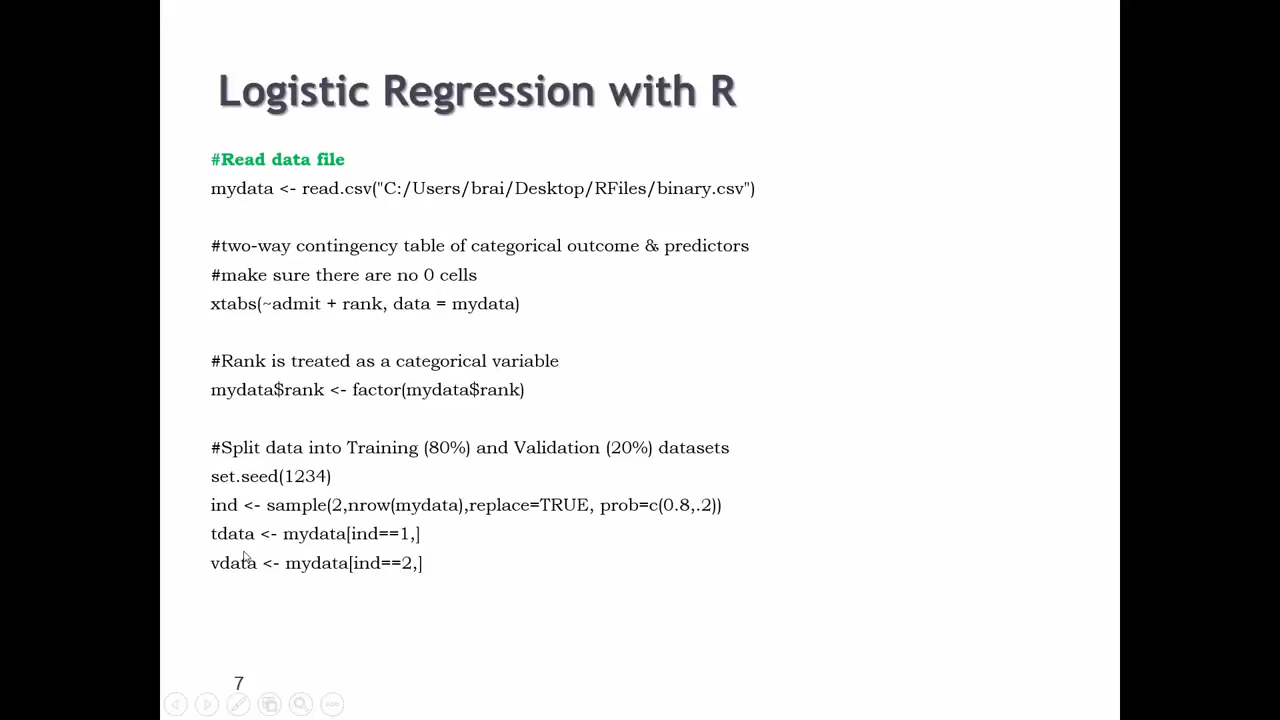 Logistic Regression with R
#Read data file
mydata <- read.csv("C:/Users/brai/Desktop/RFiles/binary.csv")
#two-way contingency table of categorical outcome & predictors
#make sure there are no 0 cells
xtabs(~admit + rank, data = mydata)
#Rank is treated as a categorical variable
mydata$rank <- factor(mydata$rank)
#Split data into Training (80%) and Validation (20%) datasets
set.seed(1234)
ind <- sample(2,nrow(mydata),replace=TRUE, prob=c(0.8,.2))
tdata <- mydata[ind==1,]
vdata <- mydata[ind==2,]
7